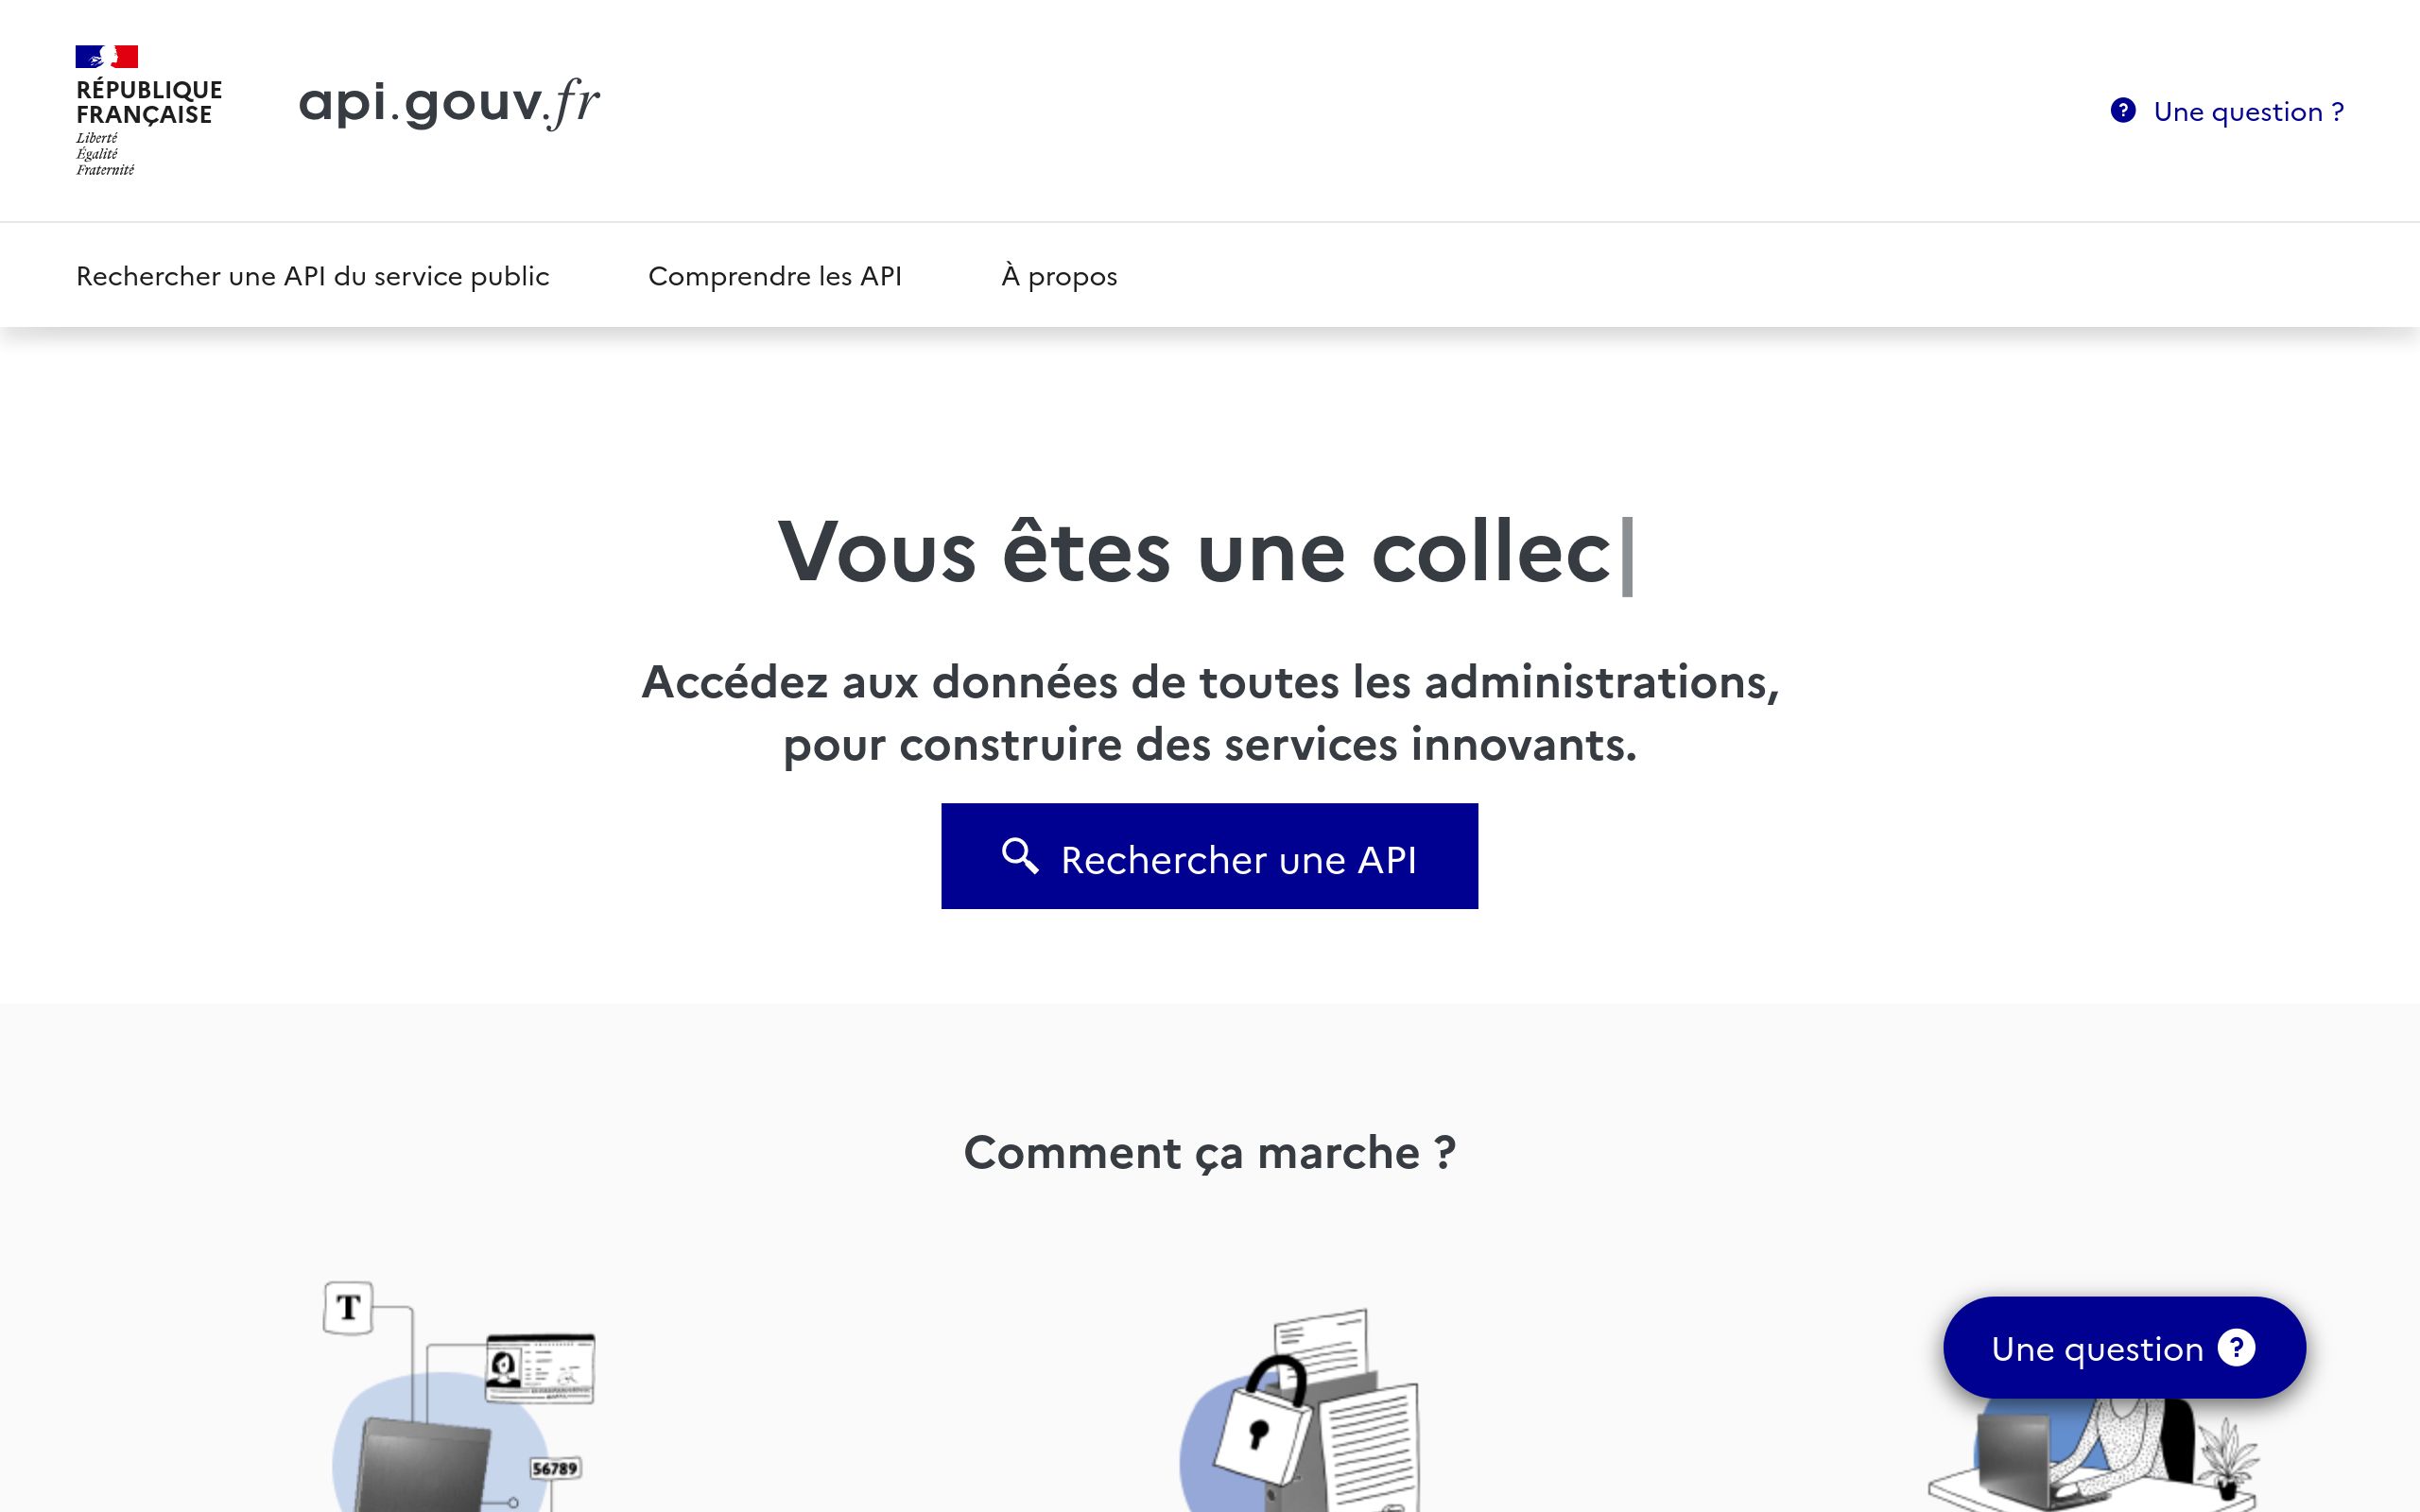 RÉPUBLIQUE
FRANÇAISE
Liberté
Égalité
Fraternité
api.gouv.fr
Une question ?
Rechercher une API du service public
Comprendre les API
À propos
Vous êtes une collec|
Accédez aux données de toutes les administrations,
pour construire des services innovants.
Rechercher une API
Comment ça marche ?
T
56789
Une question ?